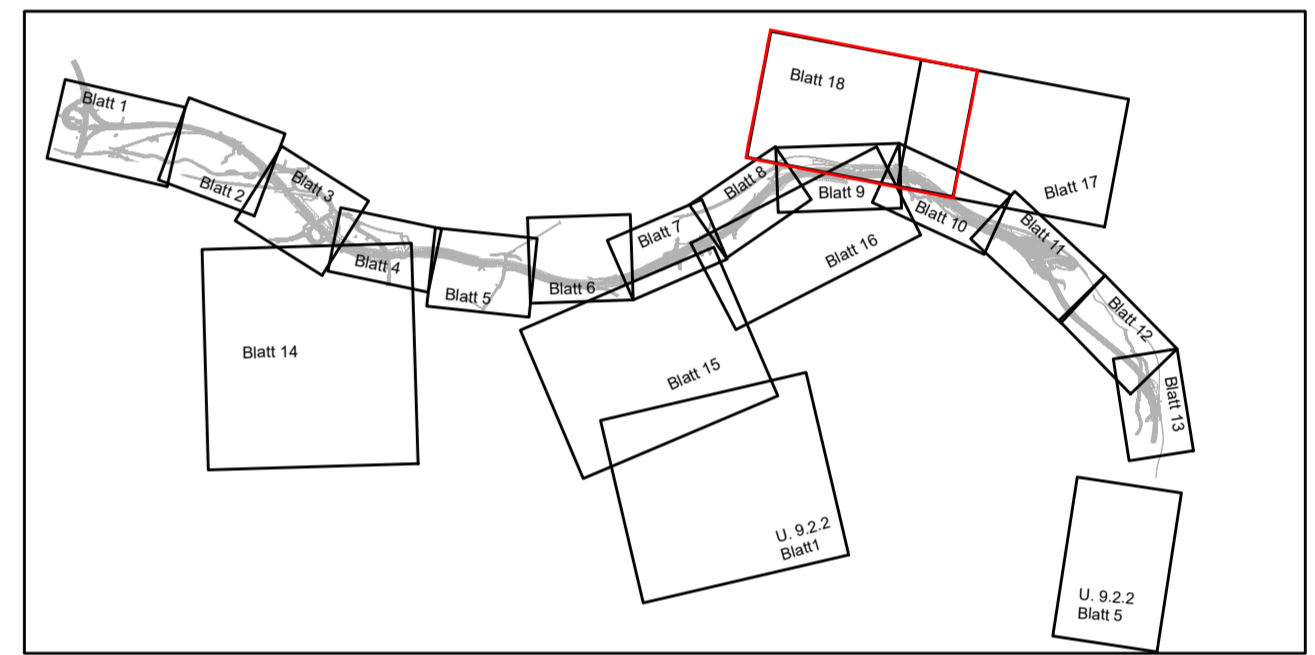 Blatt 1
Blatt 2
Blatt 3
Blatt 4
Blatt 5
Blatt 6
Blatt 7
Blatt 8
Blatt 9
Blatt 10
Blatt 11
Blatt 12
Blatt 13
Blatt 14
Blatt 15
Blatt 16
Blatt 17
Blatt 18
U. 9.2.2
Blatt1
U. 9.2.2
Blatt 5